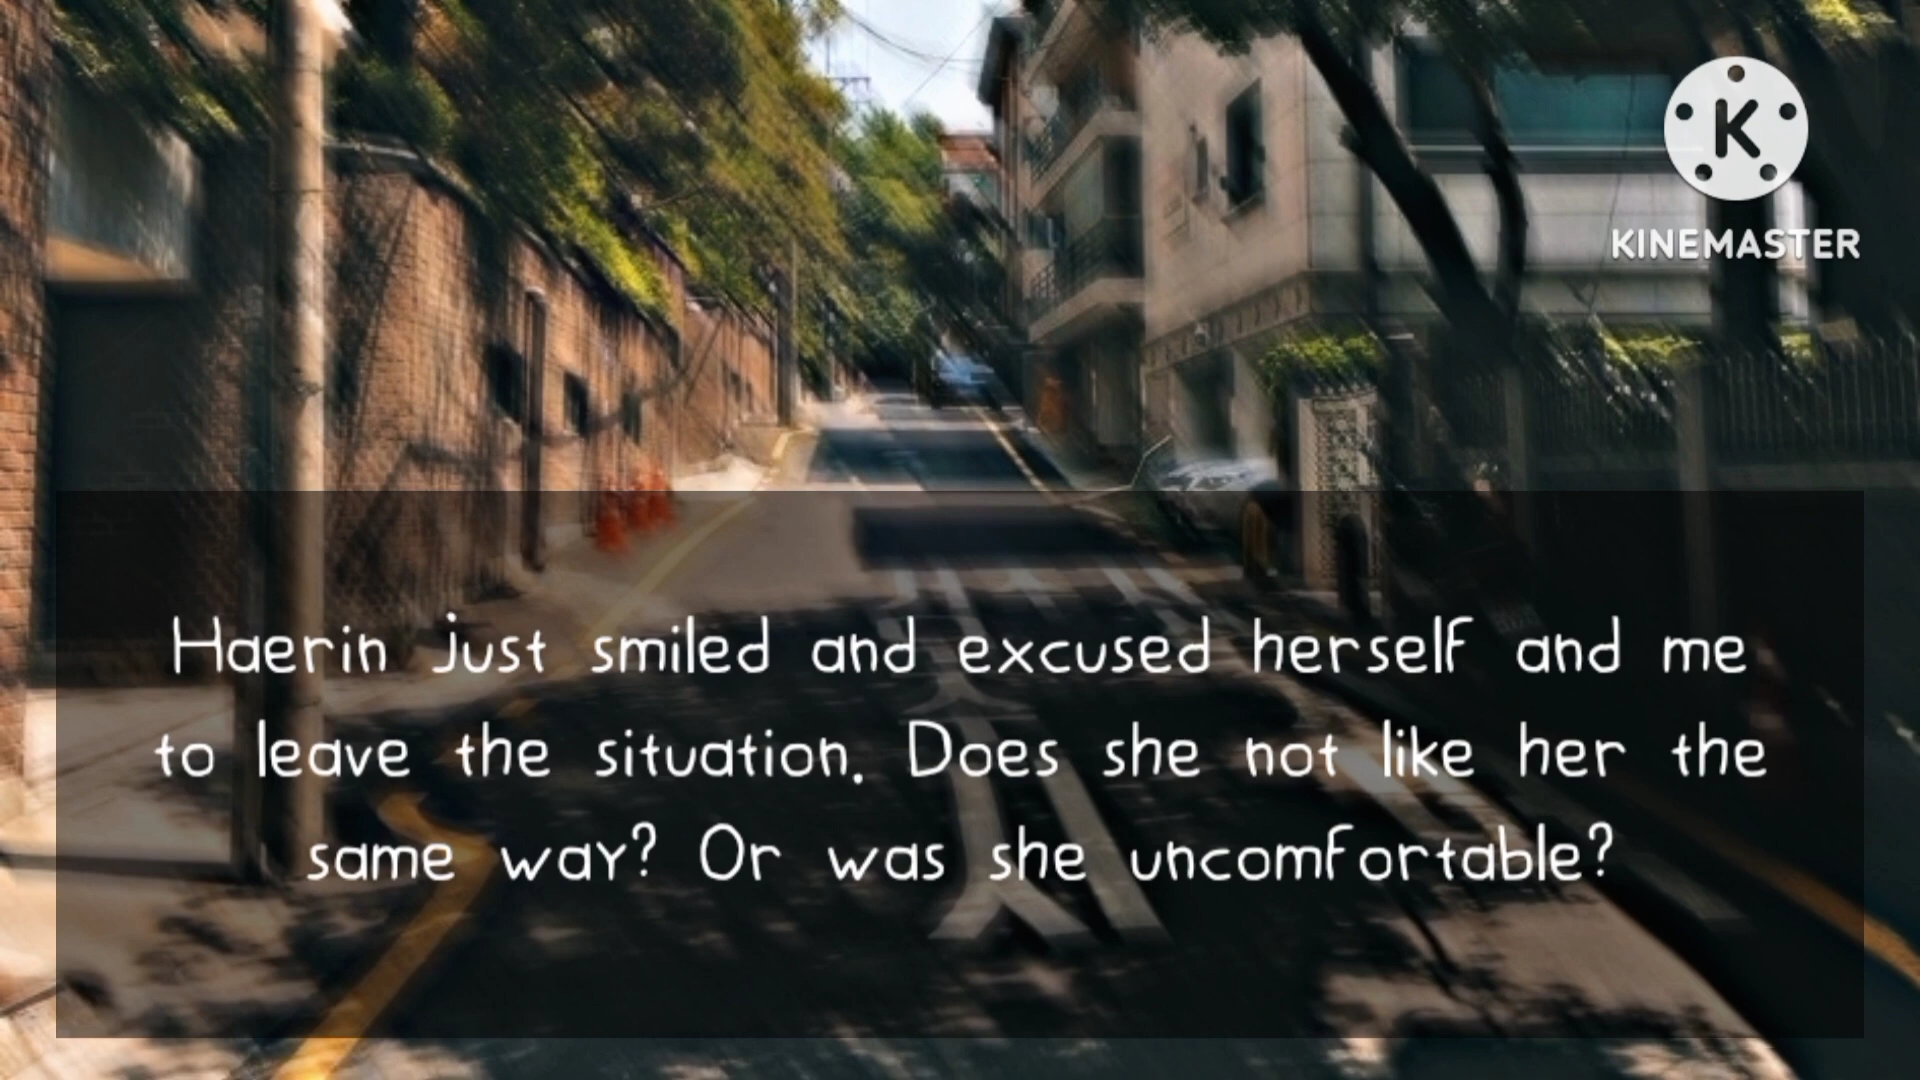 K
KINEMASTER
Haerin just smiled and excused herself and me
to leave the situation. Does she not like her the
same way? Or was she uncomfortable?